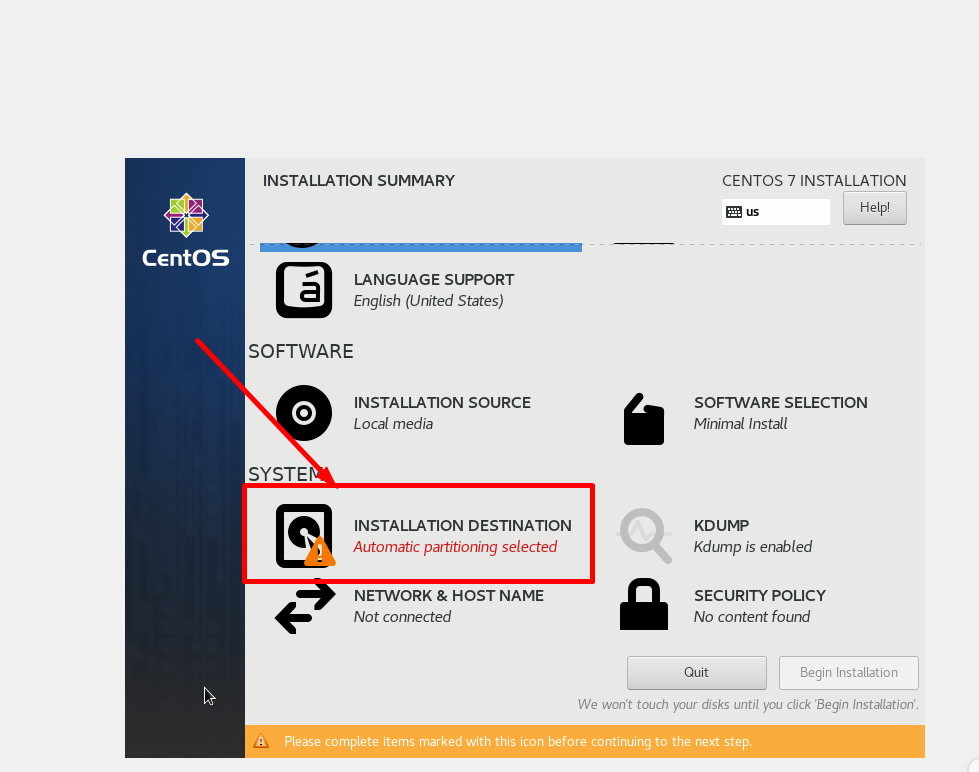 INSTALLATION SUMMARY
CENTOS 7 INSTALLATION
us
Help!
CentOS
LANGUAGE SUPPORT
English (United States)
SOFTWARE
INSTALLATION SOURCE
Local media
SOFTWARE SELECTION
Minimal Install
SYSTEM
INSTALLATION DESTINATION
Automatic partitioning selected
KDUMP
Kdump is enabled
NETWORK & HOST NAME
Not connected
SECURITY POLICY
No content found
Quit
Begin Installation
We won't touch your disks until you click 'Begin Installation'.
Please complete items marked with this icon before continuing to the next step.